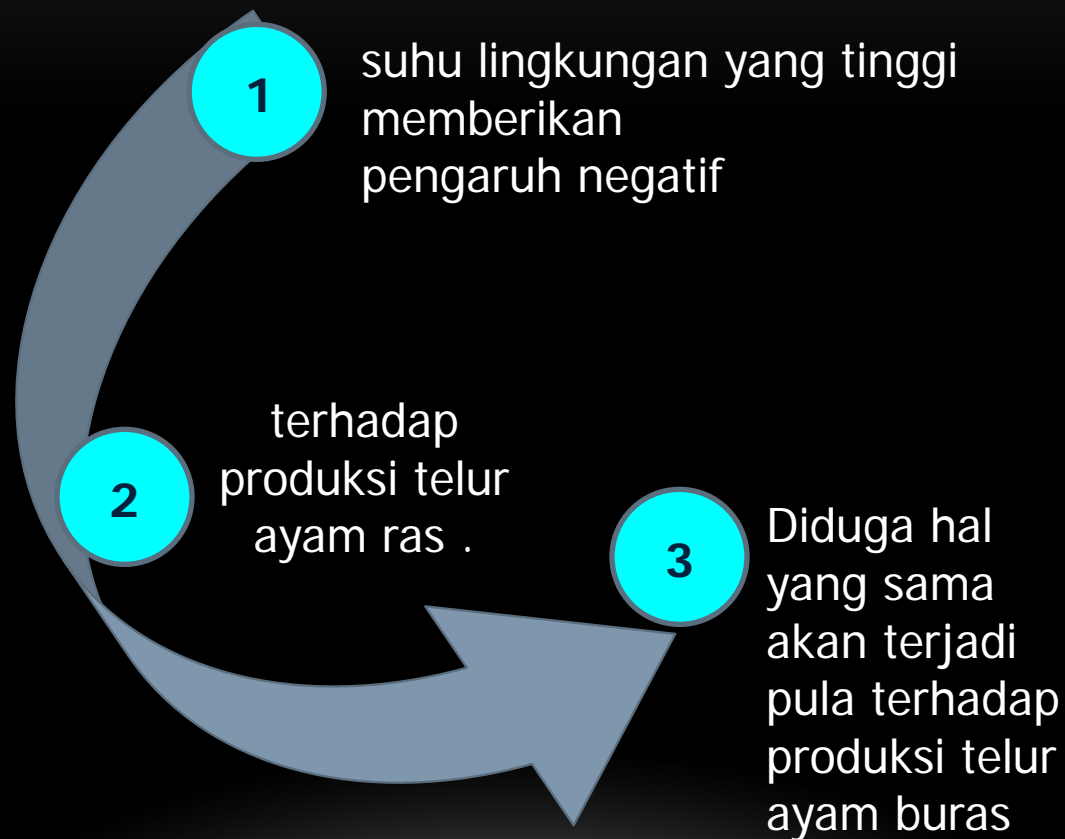 1
suhu lingkungan yang tinggi
memberikan
pengaruh negatif
2
terhadap
produksi telur
ayam ras .
3
Diduga hal
yang sama
akan terjadi
pula terhadap
produksi telur
ayam buras